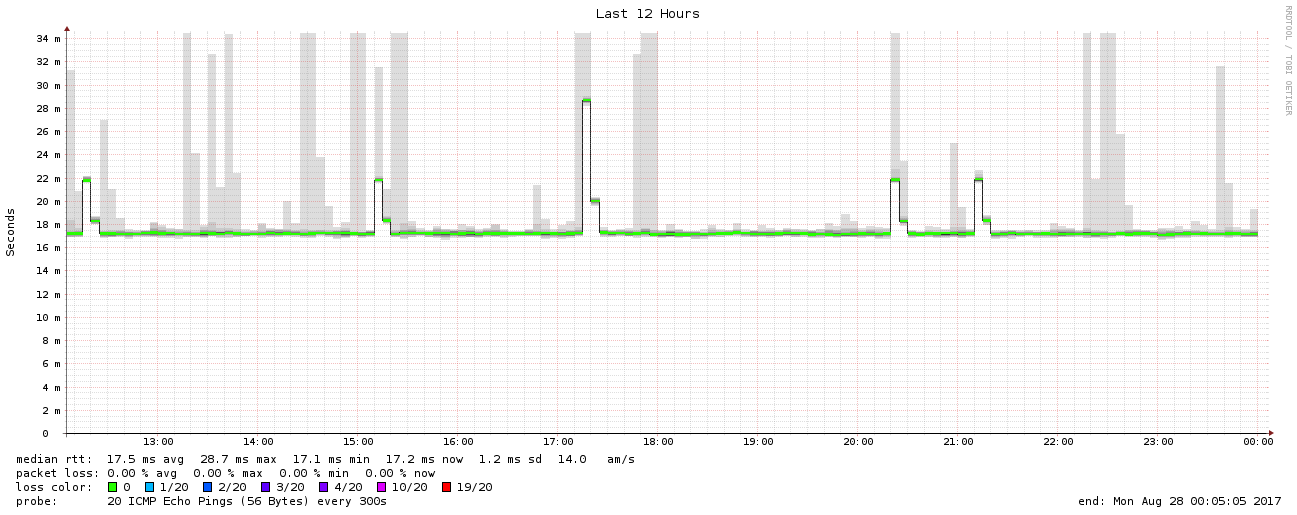 Last 12 Hours
RRDTOOL / TOBI OETIKER
Seconds
34 m
32 m
30 m
28 m
26 m
24 m
22 m
20 m
18 m
16 m
14 m
12 m
10 m
8 m
6 m
4 m
2 m
0
13:00 14:00 15:00 16:00 17:00 18:00 19:00 20:00 21:00 22:00 23:00 00:00
median rtt: 17.5 ms avg 28.7 ms max 17.1 ms min 17.2 ms now 1.2 ms sd 14.0 am/s
packet loss: 0.00 % avg 0.00 % max 0.00 % min 0.00 % now
loss color: 0 1/20 2/20 3/20 4/20 10/20 19/20
probe: 20 ICMP Echo Pings (56 Bytes) every 300s end: Mon Aug 28 00:05:05 2017